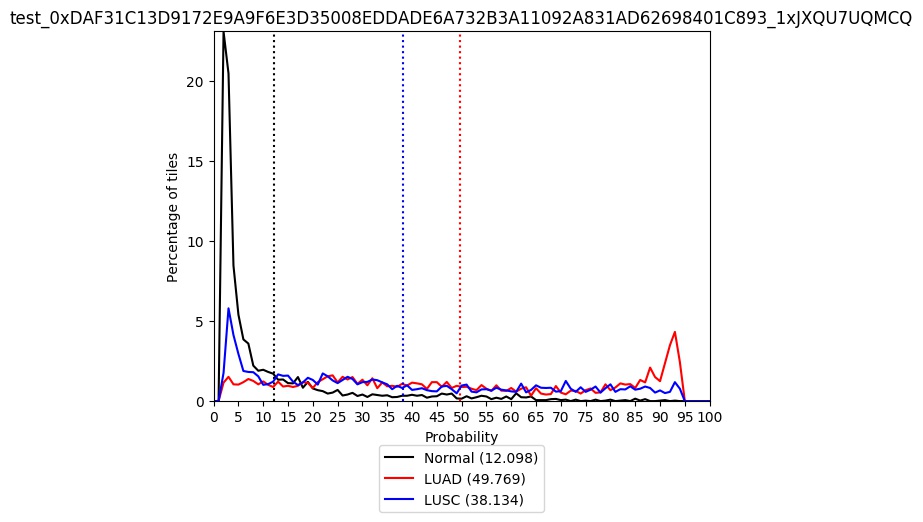 test_0xDAF31C13D9172E9A9F6E3D35008EDDADE6A732B3A11092A831AD62698401C893_1xJXQU7UQMCQ
Percentage of tiles
20
15
10
5
0
0 5 10 15 20 25 30 35 40 45 50 55 60 65 70 75 80 85 90 95 100
Probability
Normal (12.098)
LUAD (49.769)
LUSC (38.134)